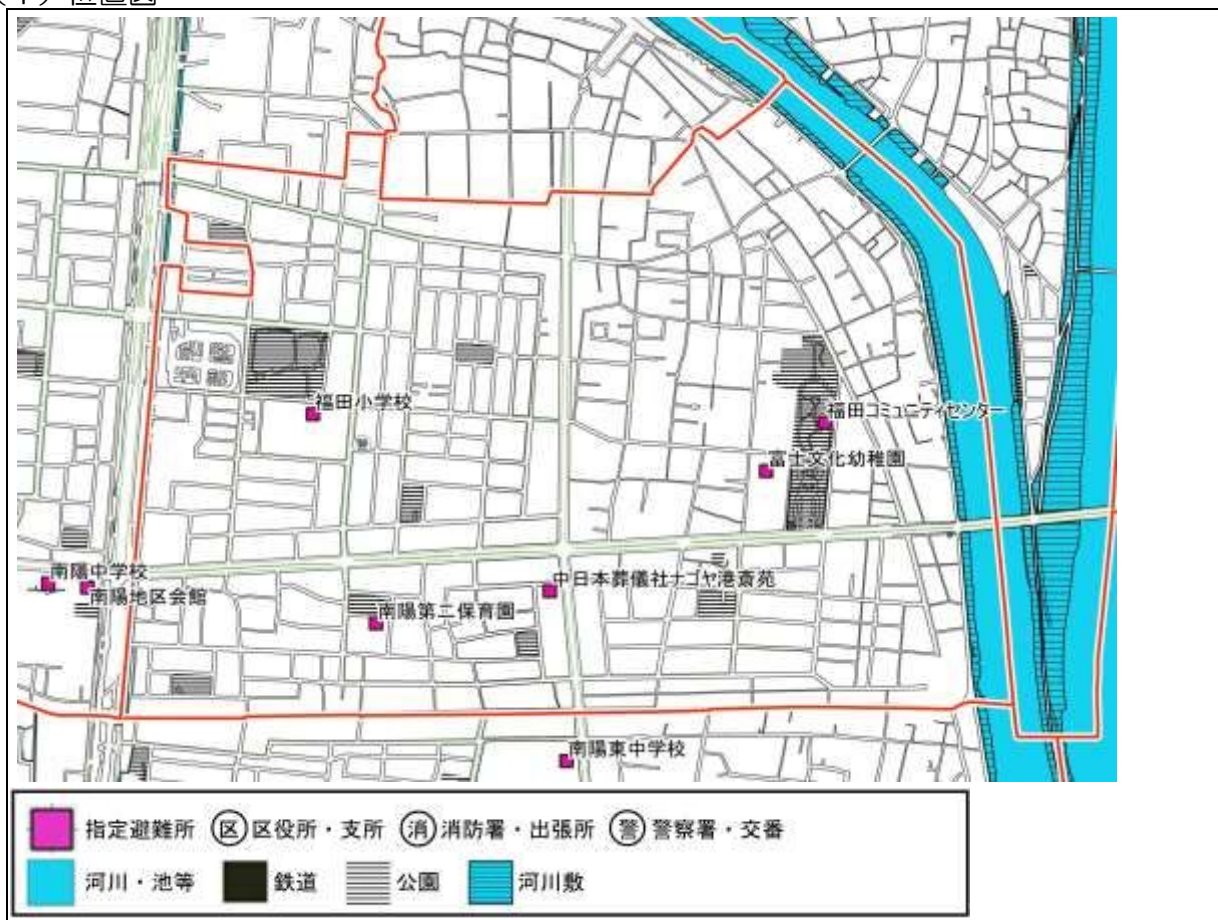 福田小学校
福田コミュニティセンター
富士文化幼稚園
南陽中学校
南陽地区会館
中日本葬儀社ナゴヤ港斎苑
南陽第二保育園
南陽東中学校
指定避難所 区 区役所・支所 消 消防署・出張所 警 警察署・交番
河川・池等 鉄道 公園 河川敷